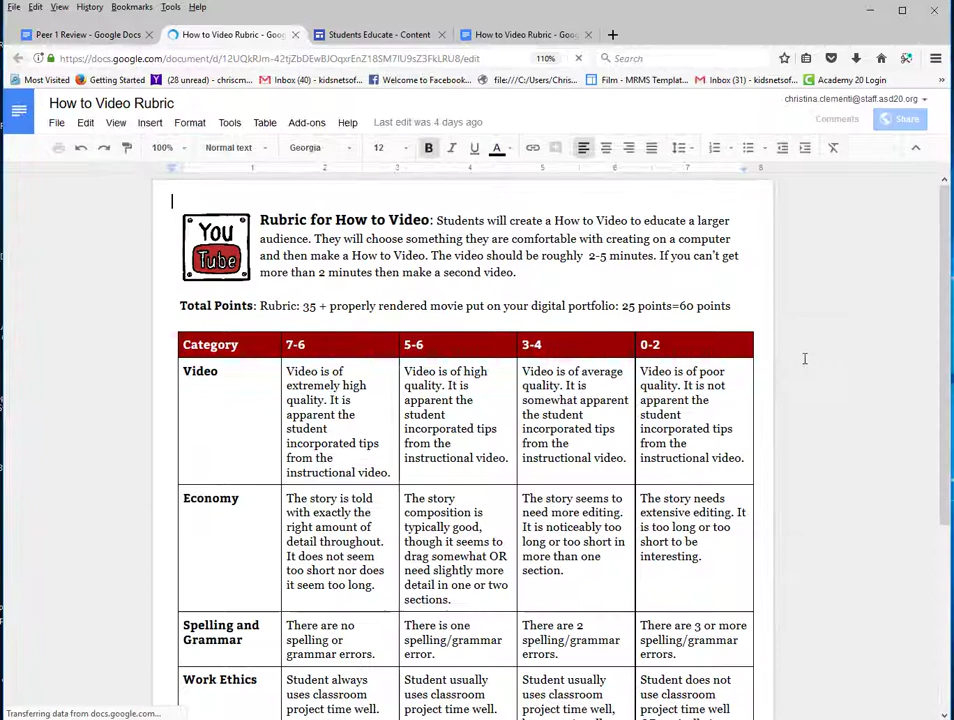 File Edit View History Bookmarks Tools Help
Peer 1 Review - Google Docs × How to Video Rubric - Goog × Students Educate - Content × How to Video Rubric - Goog × +
https://docs.google.com/document/d/12UQkRJm-42tjZbDEwBJOqxrEnZ18SM7lU9sZ3FkLRU8/edit 110% Search
Most Visited Getting Started (28 unread) - chriscm... Inbox (40) - kidsnetsof... Welcome to Facebook... file:///C:/Users/Chris... Film - MRMS Templat... Inbox (31) - kidsnetsof... Academy 20 Login
How to Video Rubric christina.clementi@staff.asd20.org
File Edit View Insert Format Tools Table Add-ons Help Last edit was 4 days ago Comments Share
100% Normal text Georgia 12 B I U A
1 2 3 4 5 6 7 8
You
Tube
Rubric for How to Video: Students will create a How to Video to educate a larger
audience. They will choose something they are comfortable with creating on a computer
and then make a How to Video. The video should be roughly 2-5 minutes. If you can't get
more than 2 minutes then make a second video.
Total Points: Rubric: 35 + properly rendered movie put on your digital portfolio: 25 points=60 points
Category 7-6 5-6 3-4 0-2
Video
Video is of
extremely high
quality. It is
apparent the
student
incorporated tips
from the
instructional video.
Video is of high
quality. It is
apparent the
student
incorporated tips
from the
instructional video.
Video is of average
quality. It is
somewhat apparent
the student
incorporated tips
from the
instructional video.
Video is of poor
quality. It is not
apparent the
student
incorporated tips
from the
instructional video.
Economy
The story is told
with exactly the
right amount of
detail throughout.
It does not seem
too short nor does
it seem too long.
The story
composition is
typically good,
though it seems to
drag somewhat OR
need slightly more
detail in one or two
sections.
The story seems to
need more editing.
It is noticeably too
long or too short in
more than one
section.
The story needs
extensive editing. It
is too long or too
short to be
interesting.
Spelling and
Grammar
There are no
spelling or
grammar errors.
There is one
spelling/grammar
error.
There are 2
spelling/grammar
errors.
There are 3 or more
spelling/grammar
errors.
Work Ethics
Student always
uses classroom
project time well.
Student usually
uses classroom
project time well.
Student usually
uses classroom
project time well,
Student does not
use classroom
project time well
Transferring data from docs.google.com...